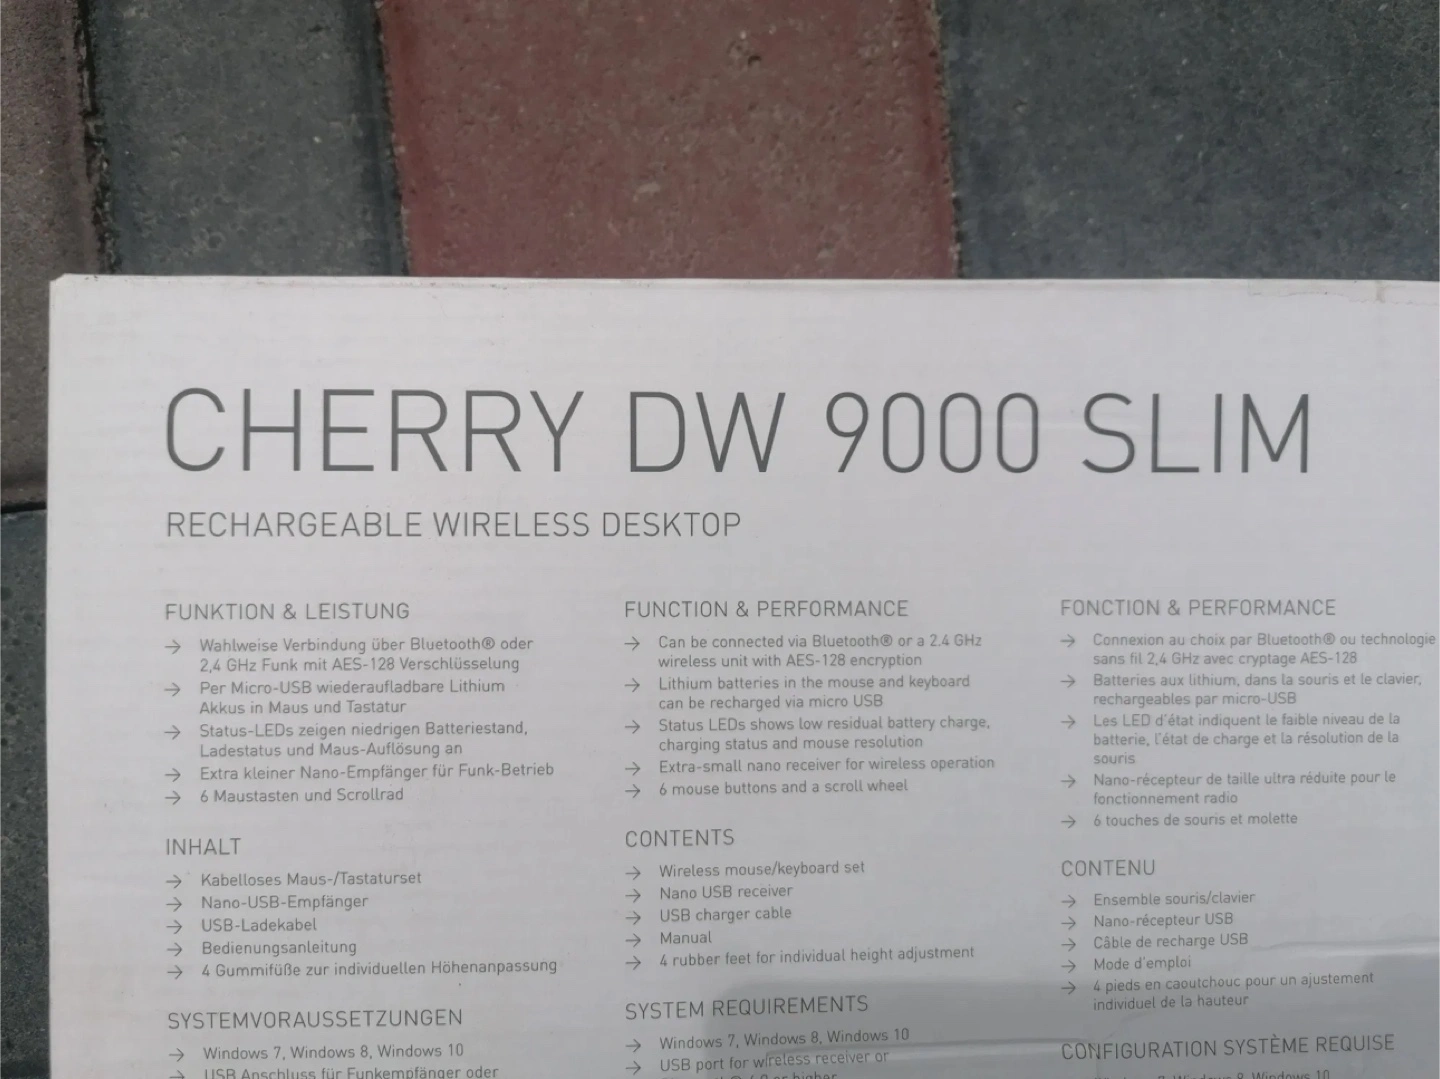 CHERRY DW 9000 SLIM
RECHARGEABLE WIRELESS DESKTOP
FUNKTION & LEISTUNG
→ Wahlweise Verbindung über Bluetooth® oder
2,4 GHz Funk mit AES-128 Verschlüsselung
→ Per Micro-USB wiederaufladbare Lithium
Akkus in Maus und Tastatur
→ Status-LEDs zeigen niedrigen Batteriestand,
Ladestatus und Maus-Auflösung an
→ Extra kleiner Nano-Empfänger für Funk-Betrieb
→ 6 Maustasten und Scrollrad
INHALT
→ Kabelloses Maus-/Tastaturset
→ Nano-USB-Empfänger
→ USB-Ladekabel
→ Bedienungsanleitung
→ 4 Gummifüße zur individuellen Höhenanpassung
SYSTEMVORAUSSETZUNGEN
→ Windows 7, Windows 8, Windows 10
USB Anschluss für Funkempfänger oder
FUNCTION & PERFORMANCE
→ Can be connected via Bluetooth® or a 2.4 GHz
wireless unit with AES-128 encryption
→ Lithium batteries in the mouse and keyboard
can be recharged via micro USB
→ Status LEDs shows low residual battery charge,
charging status and mouse resolution
→ Extra-small nano receiver for wireless operation
→ 6 mouse buttons and a scroll wheel
CONTENTS
→ Wireless mouse/keyboard set
→ Nano USB receiver
→ USB charger cable
→ Manual
→ 4 rubber feet for individual height adjustment
SYSTEM REQUIREMENTS
→ Windows 7, Windows 8, Windows 10
→ USB port for wireless receiver or
or higher
FONCTION & PERFORMANCE
→ Connexion au choix par Bluetooth® ou technologie
sans fil 2,4 GHz avec cryptage AES-128
→ Batteries aux lithium, dans la souris et le clavier,
rechargeables par micro-USB
→ Les LED d'état indiquent le faible niveau de la
batterie, l'état de charge et la résolution de la
souris
→ Nano-récepteur de taille ultra réduite pour le
fonctionnement radio
→ 6 touches de souris et molette
CONTENU
→ Ensemble souris/clavier
→ Nano-récepteur USB
→ Câble de recharge USB
→ Mode d'emploi
→ 4 pieds en caoutchouc pour un ajustement
individuel de la hauteur
CONFIGURATION SYSTÈME REQUISE
8, Windows 8, Windows 10